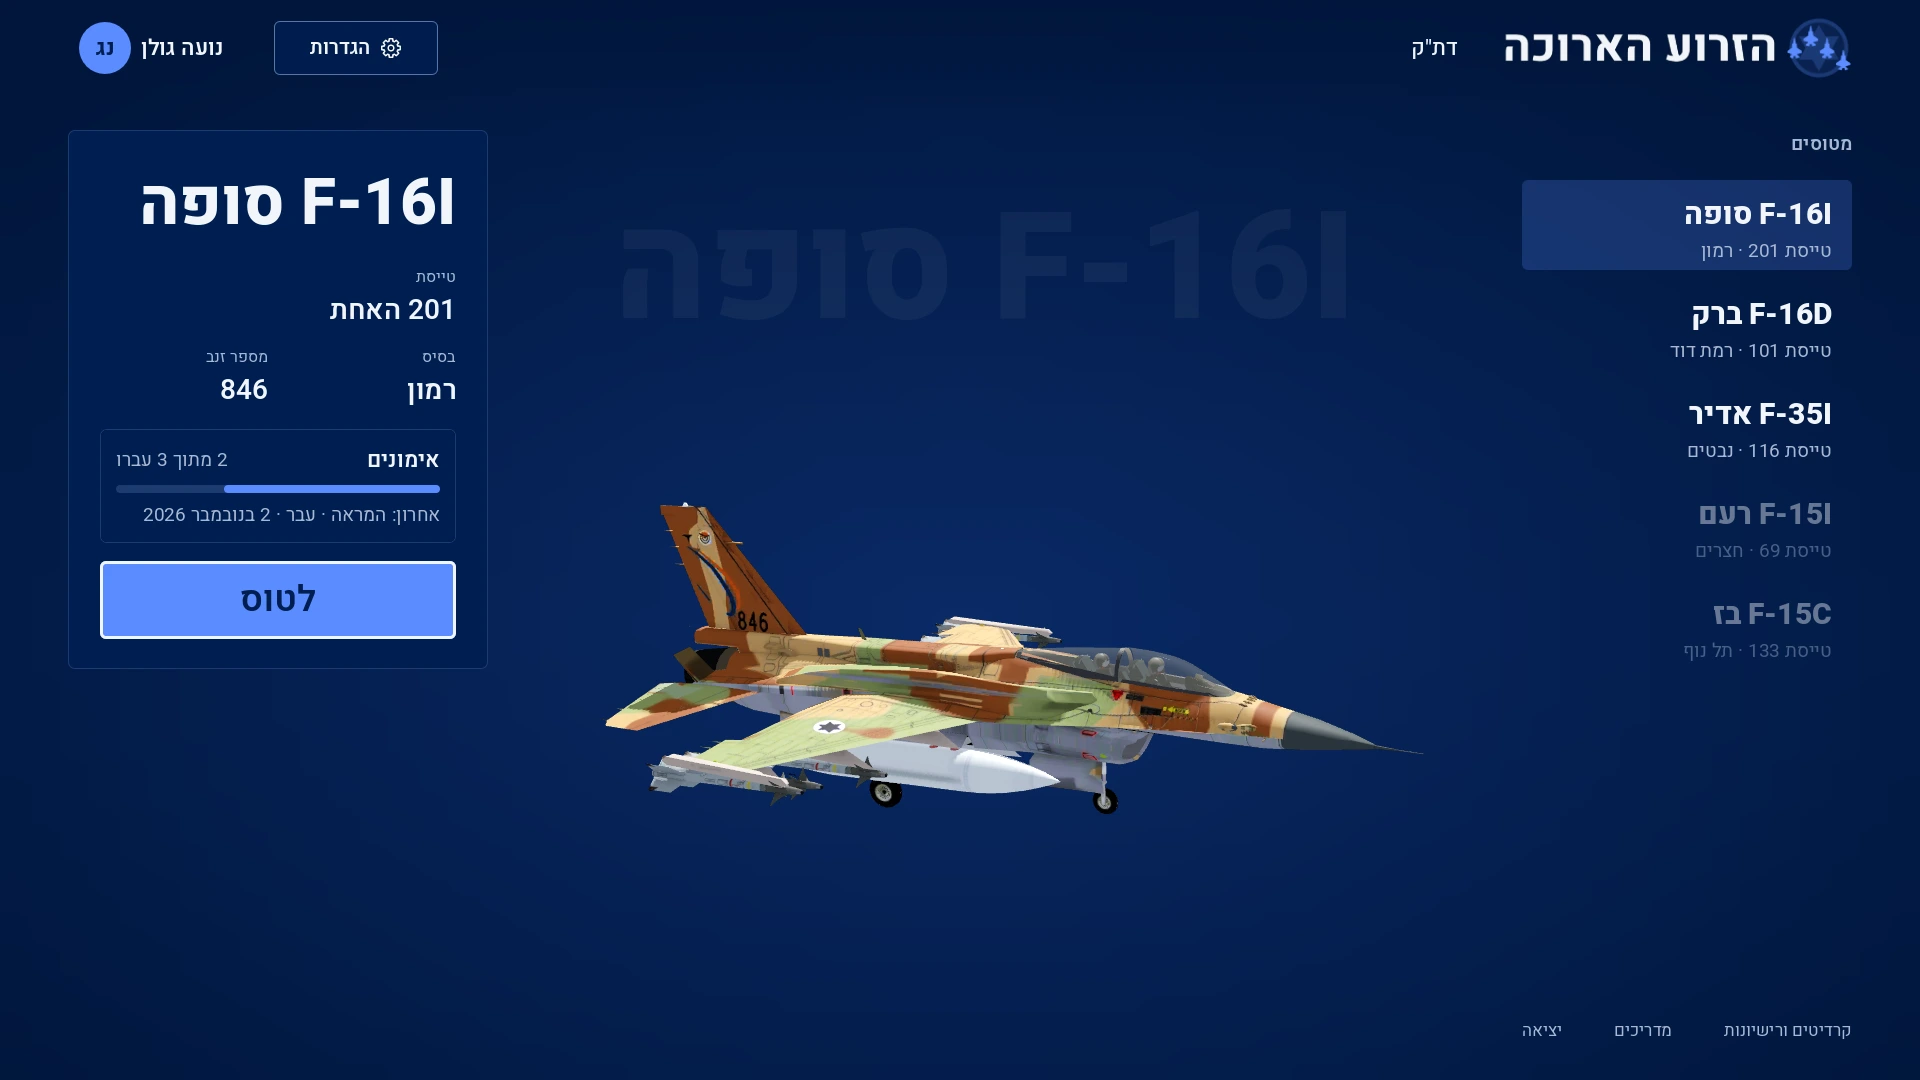 הזרוע הארוכה
דת"ק
הגדרות
נועה גולן
נג
מטוסים
F-16I סופה
טייסת 201 · רמון
F-16D ברק
טייסת 101 · רמת דוד
F-35I אדיר
טייסת 116 · נבטים
F-15I רעם
טייסת 69 · חצרים
F-15C בז
טייסת 133 · תל נוף
F-16I סופה
846
F-16I סופה
טייסת
201 האחת
בסיס
רמון
מספר זנב
846
אימונים
2 מתוך 3 עברו
אחרון: המראה · עבר · 2 בנובמבר 2026
לטוס
קרדיטים ורישיונות
מדריכים
יציאה